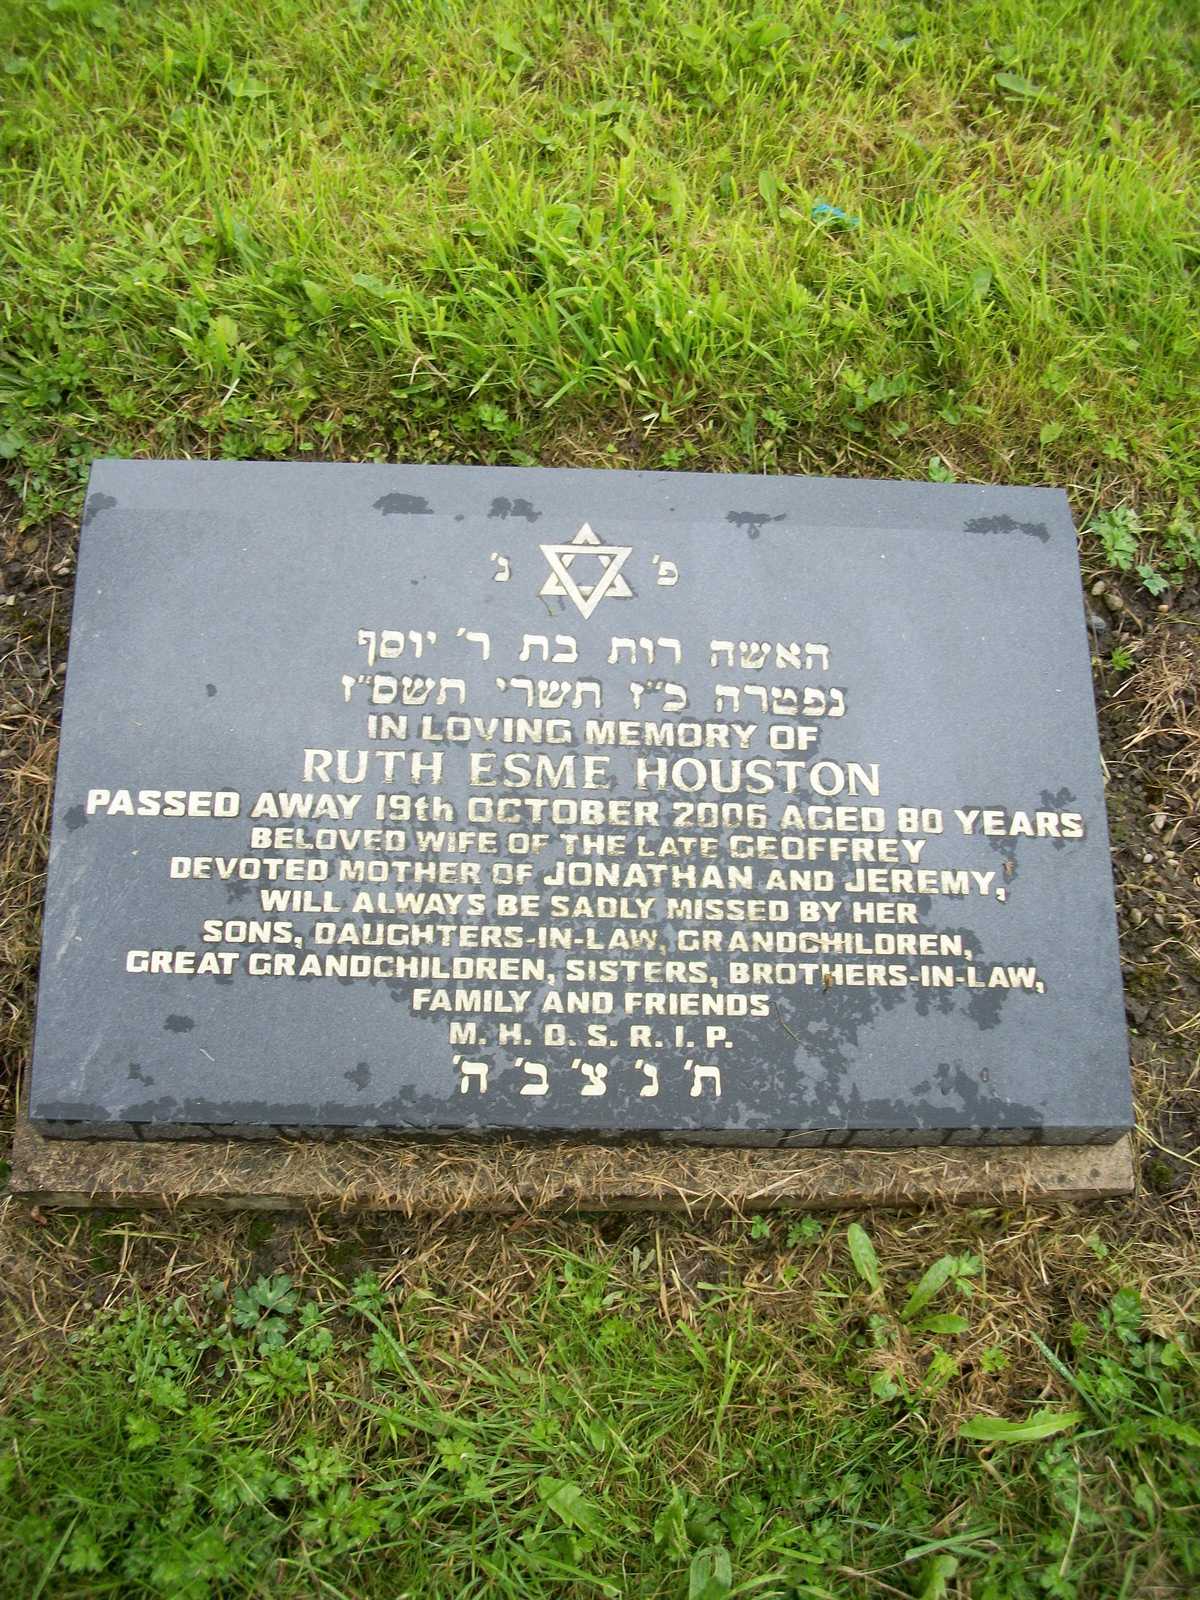 פ' נ'
האשה רות בת ר' יוסף
נפטרה כ"ז תשרי תשס"ז
IN LOVING MEMORY OF
RUTH ESME HOUSTON
PASSED AWAY 19th OCTOBER 2006 AGED 80 YEARS
BELOVED WIFE OF THE LATE GEOFFREY
DEVOTED MOTHER OF JONATHAN AND JEREMY,
WILL ALWAYS BE SADLY MISSED BY HER
SONS, DAUGHTERS-IN-LAW, GRANDCHILDREN,
GREAT GRANDCHILDREN, SISTERS, BROTHERS-IN-LAW,
FAMILY AND FRIENDS
M. H. D. S. R. I. P.
ת' נ' צ' ב' ה'